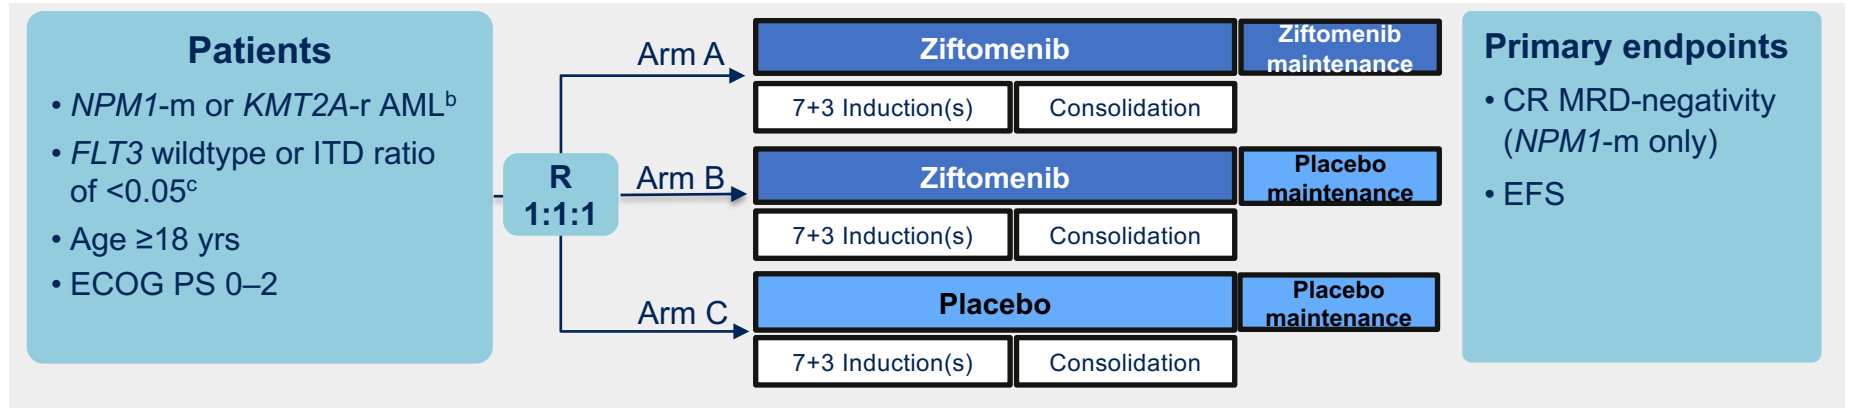 Patients
• NPM1-m or KMT2A-r AMLᵇ
• FLT3 wildtype or ITD ratio
of <0.05ᶜ
• Age ≥18 yrs
• ECOG PS 0–2
R
1:1:1
Arm A
Ziftomenib
Ziftomenib
maintenance
7+3 Induction(s)
Consolidation
Arm B
Ziftomenib
Placebo
maintenance
7+3 Induction(s)
Consolidation
Arm C
Placebo
Placebo
maintenance
7+3 Induction(s)
Consolidation
Primary endpoints
• CR MRD-negativity
(NPM1-m only)
• EFS